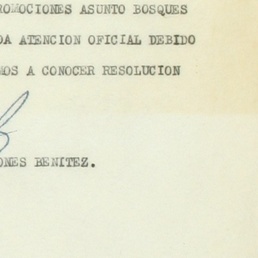 ROMOCIONES ASUNTO BOSQUES
DA ATENCION OFICIAL DEBIDO
MOS A CONOCER RESOLUCION
ONES BENITEZ.